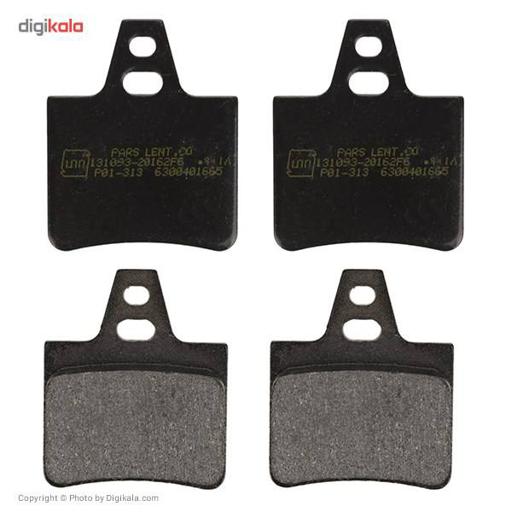 digikala
PARS LENT.CO
131093-20162F6
P01-313 6300401665
PARS LENT.CO
131093-20162F6
P01-313 6300401665
Copyright © Photo by Digikala.com